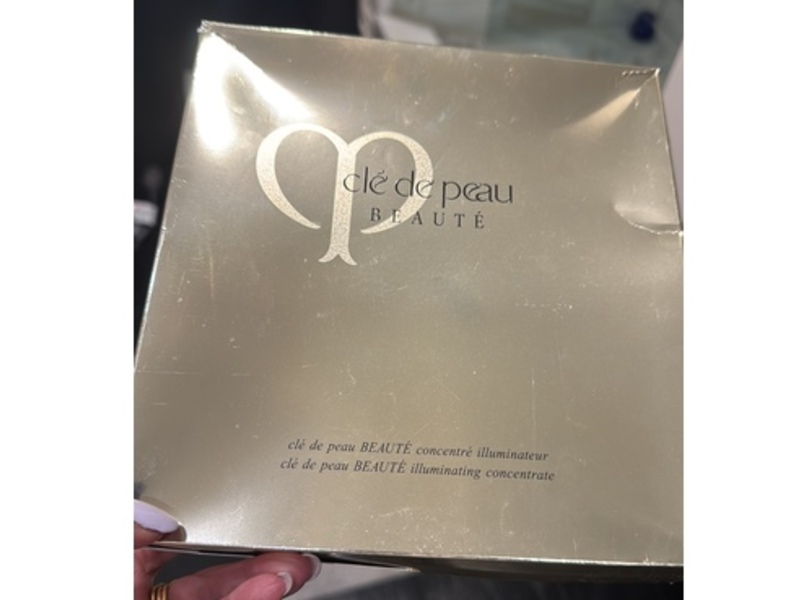 clé de peau
BEAUTÉ
clé de peau BEAUTÉ concentré illuminateur
clé de peau BEAUTÉ illuminating concentrate